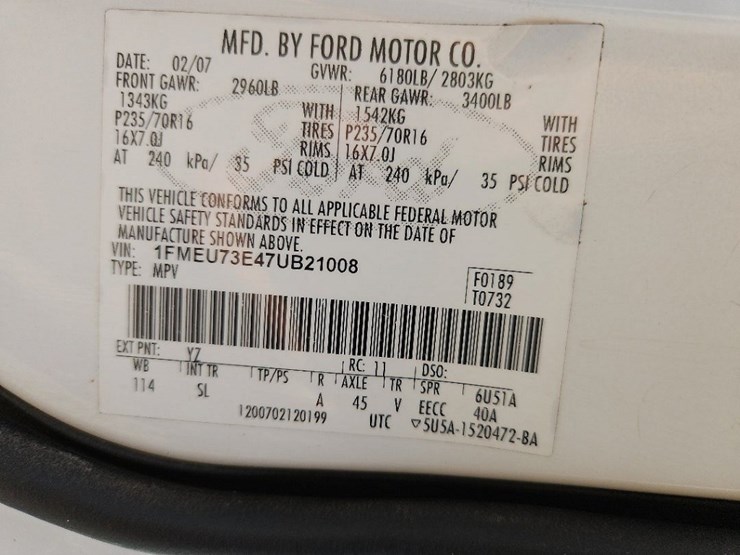 MFD. BY FORD MOTOR CO.
DATE: 02/07 GVWR: 6180LB/2803KG
FRONT GAWR: 2960LB REAR GAWR: 3400LB
1343KG WITH 1542KG WITH
P235/70R16 TIRES P235/70R16 TIRES
16X7.0J RIMS 16X7.0J RIMS
AT 240 kPa/ 35 PSI COLD AT 240 kPa/ 35 PSI COLD
THIS VEHICLE CONFORMS TO ALL APPLICABLE FEDERAL MOTOR
VEHICLE SAFETY STANDARDS IN EFFECT ON THE DATE OF
MANUFACTURE SHOWN ABOVE.
VIN: 1FMEU73E47UB21008
TYPE: MPV
F0189
T0732
EXT PNT: YZ RC: 11 DSO:
WB INT TR TP/PS R AXLE TR SPR 6U51A
114 SL A 45 V EECC 40A
1200702120199 UTC ▽5U5A-1520472-BA